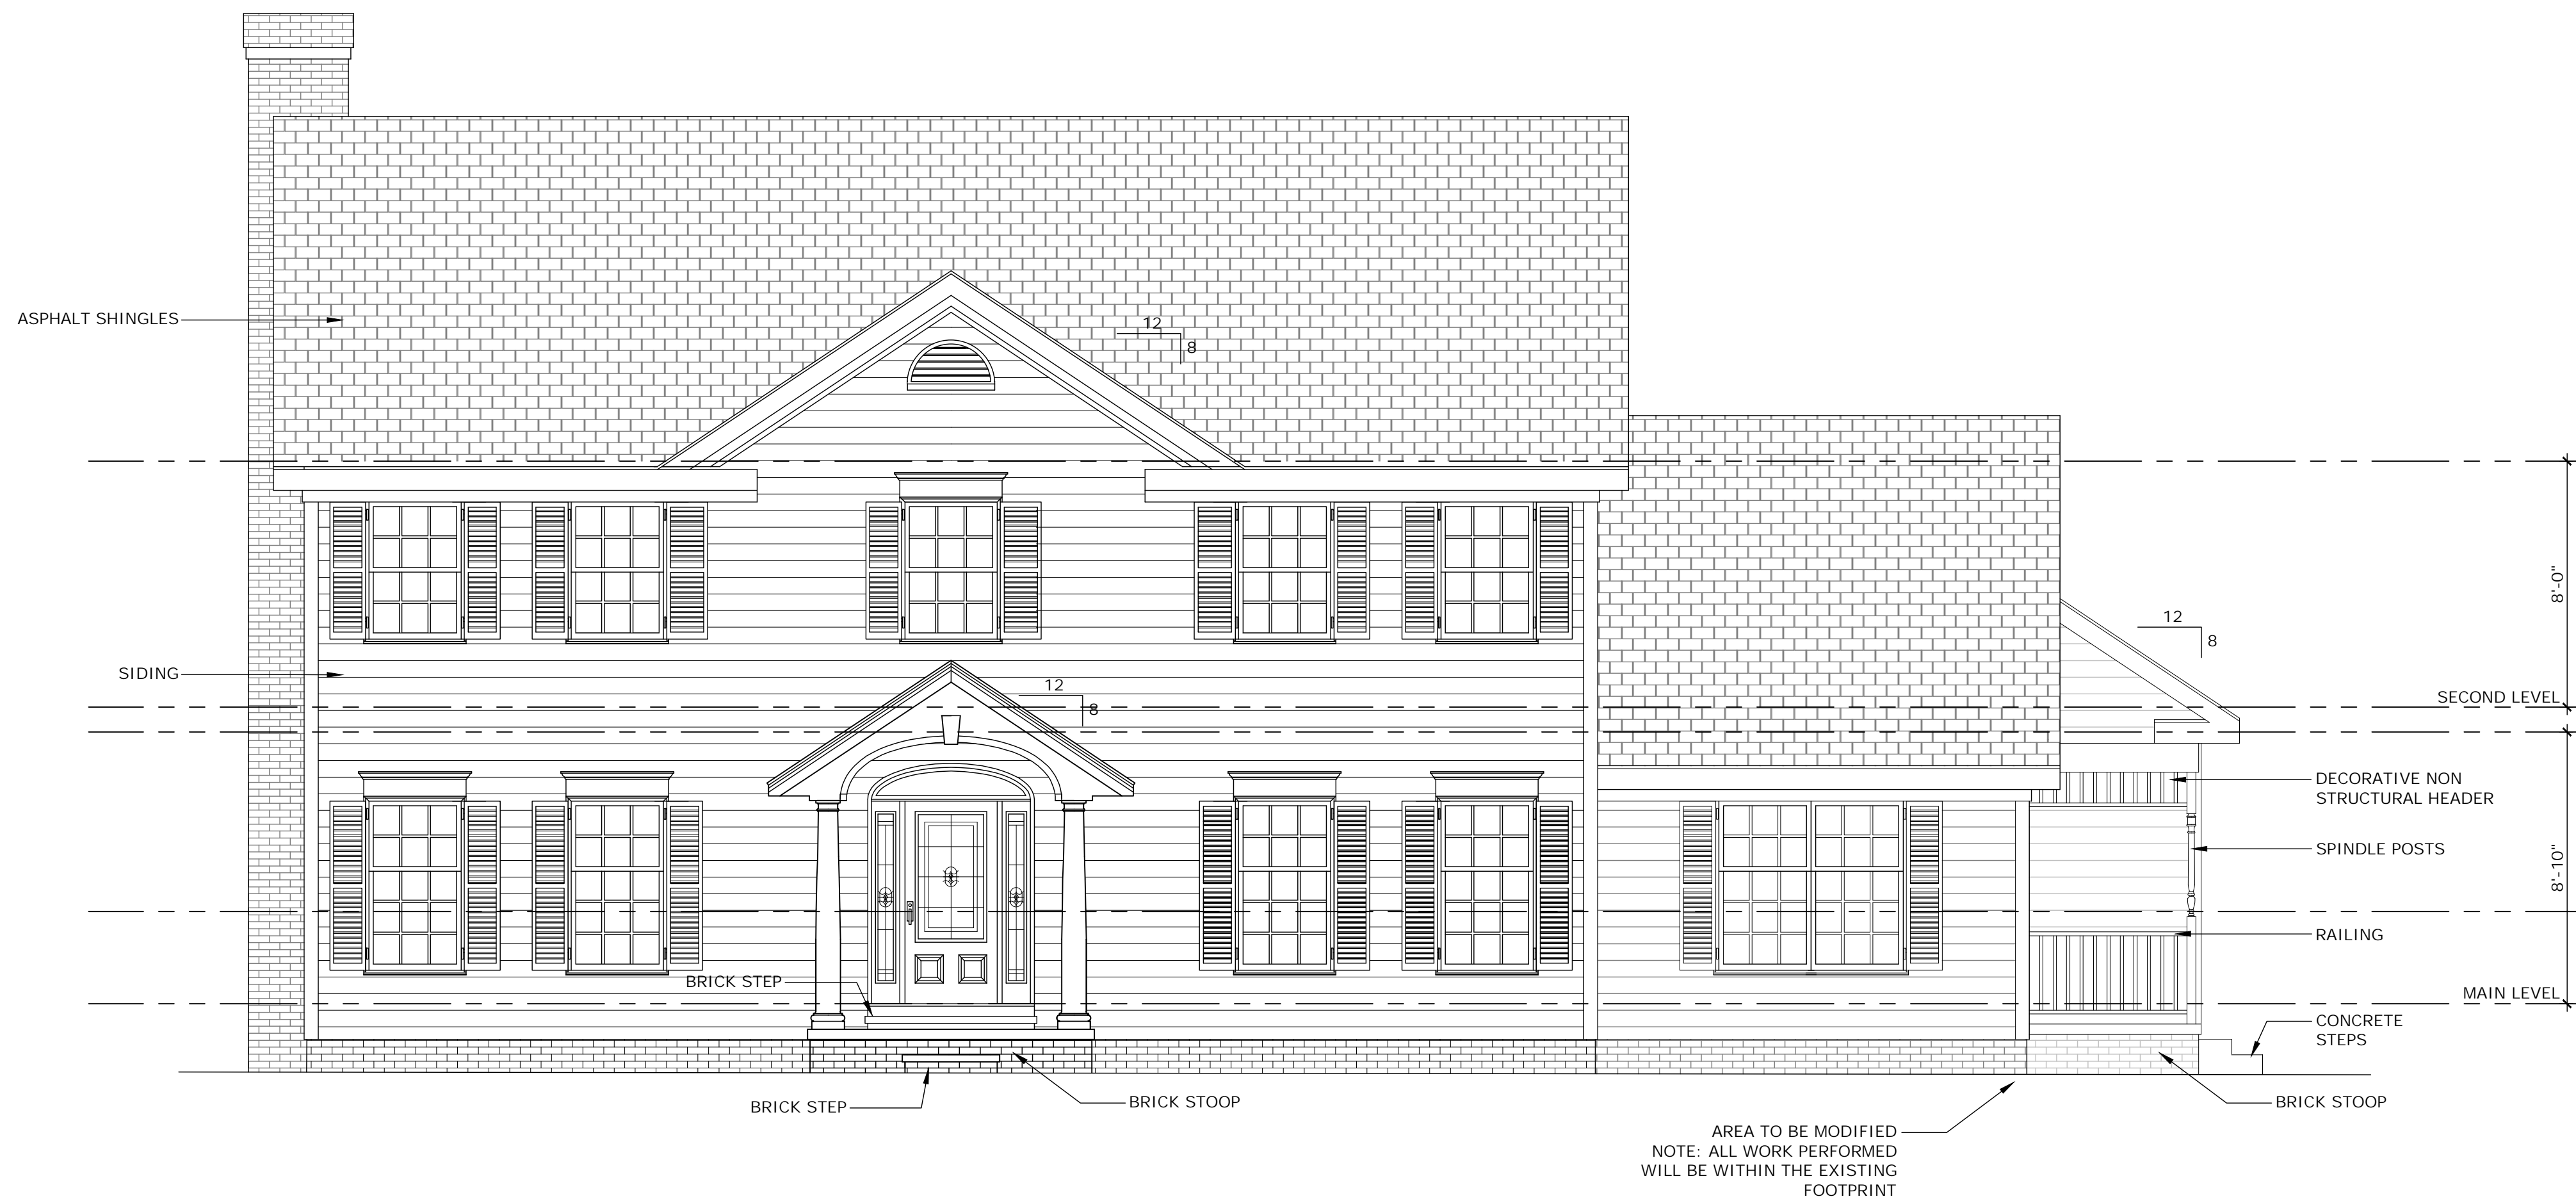 ASPHALT SHINGLES
12
8
8'-0"
12
8
SIDING
12
8
SECOND LEVEL
DECORATIVE NON
STRUCTURAL HEADER
SPINDLE POSTS
8'-10"
RAILING
BRICK STEP
MAIN LEVEL
CONCRETE
STEPS
BRICK STEP
BRICK STOOP
BRICK STOOP
AREA TO BE MODIFIED
NOTE: ALL WORK PERFORMED
WILL BE WITHIN THE EXISTING
FOOTPRINT